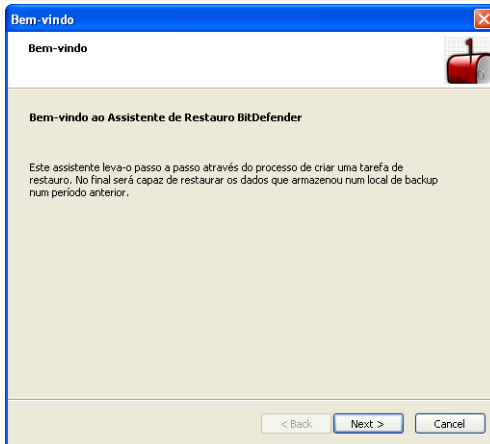 Bem-vindo
Bem-vindo
Bem-vindo ao Assistente de Restauro BitDefender
Este assistente leva-o passo a passo através do processo de criar uma tarefa de
restauro. No final será capaz de restaurar os dados que armazenou num local de backup
num período anterior.
< Back Next > Cancel